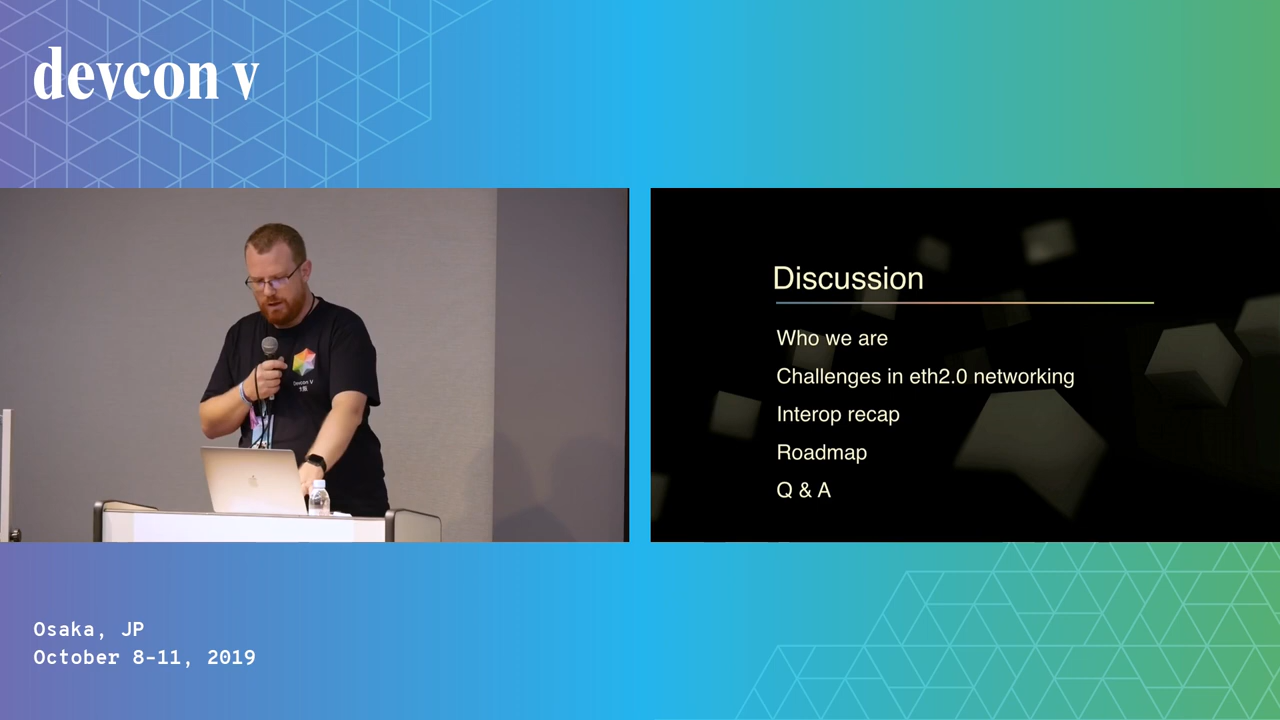 devcon v
Devcon V
Discussion
Who we are
Challenges in eth2.0 networking
Interop recap
Roadmap
Q & A
Osaka, JP
October 8-11, 2019